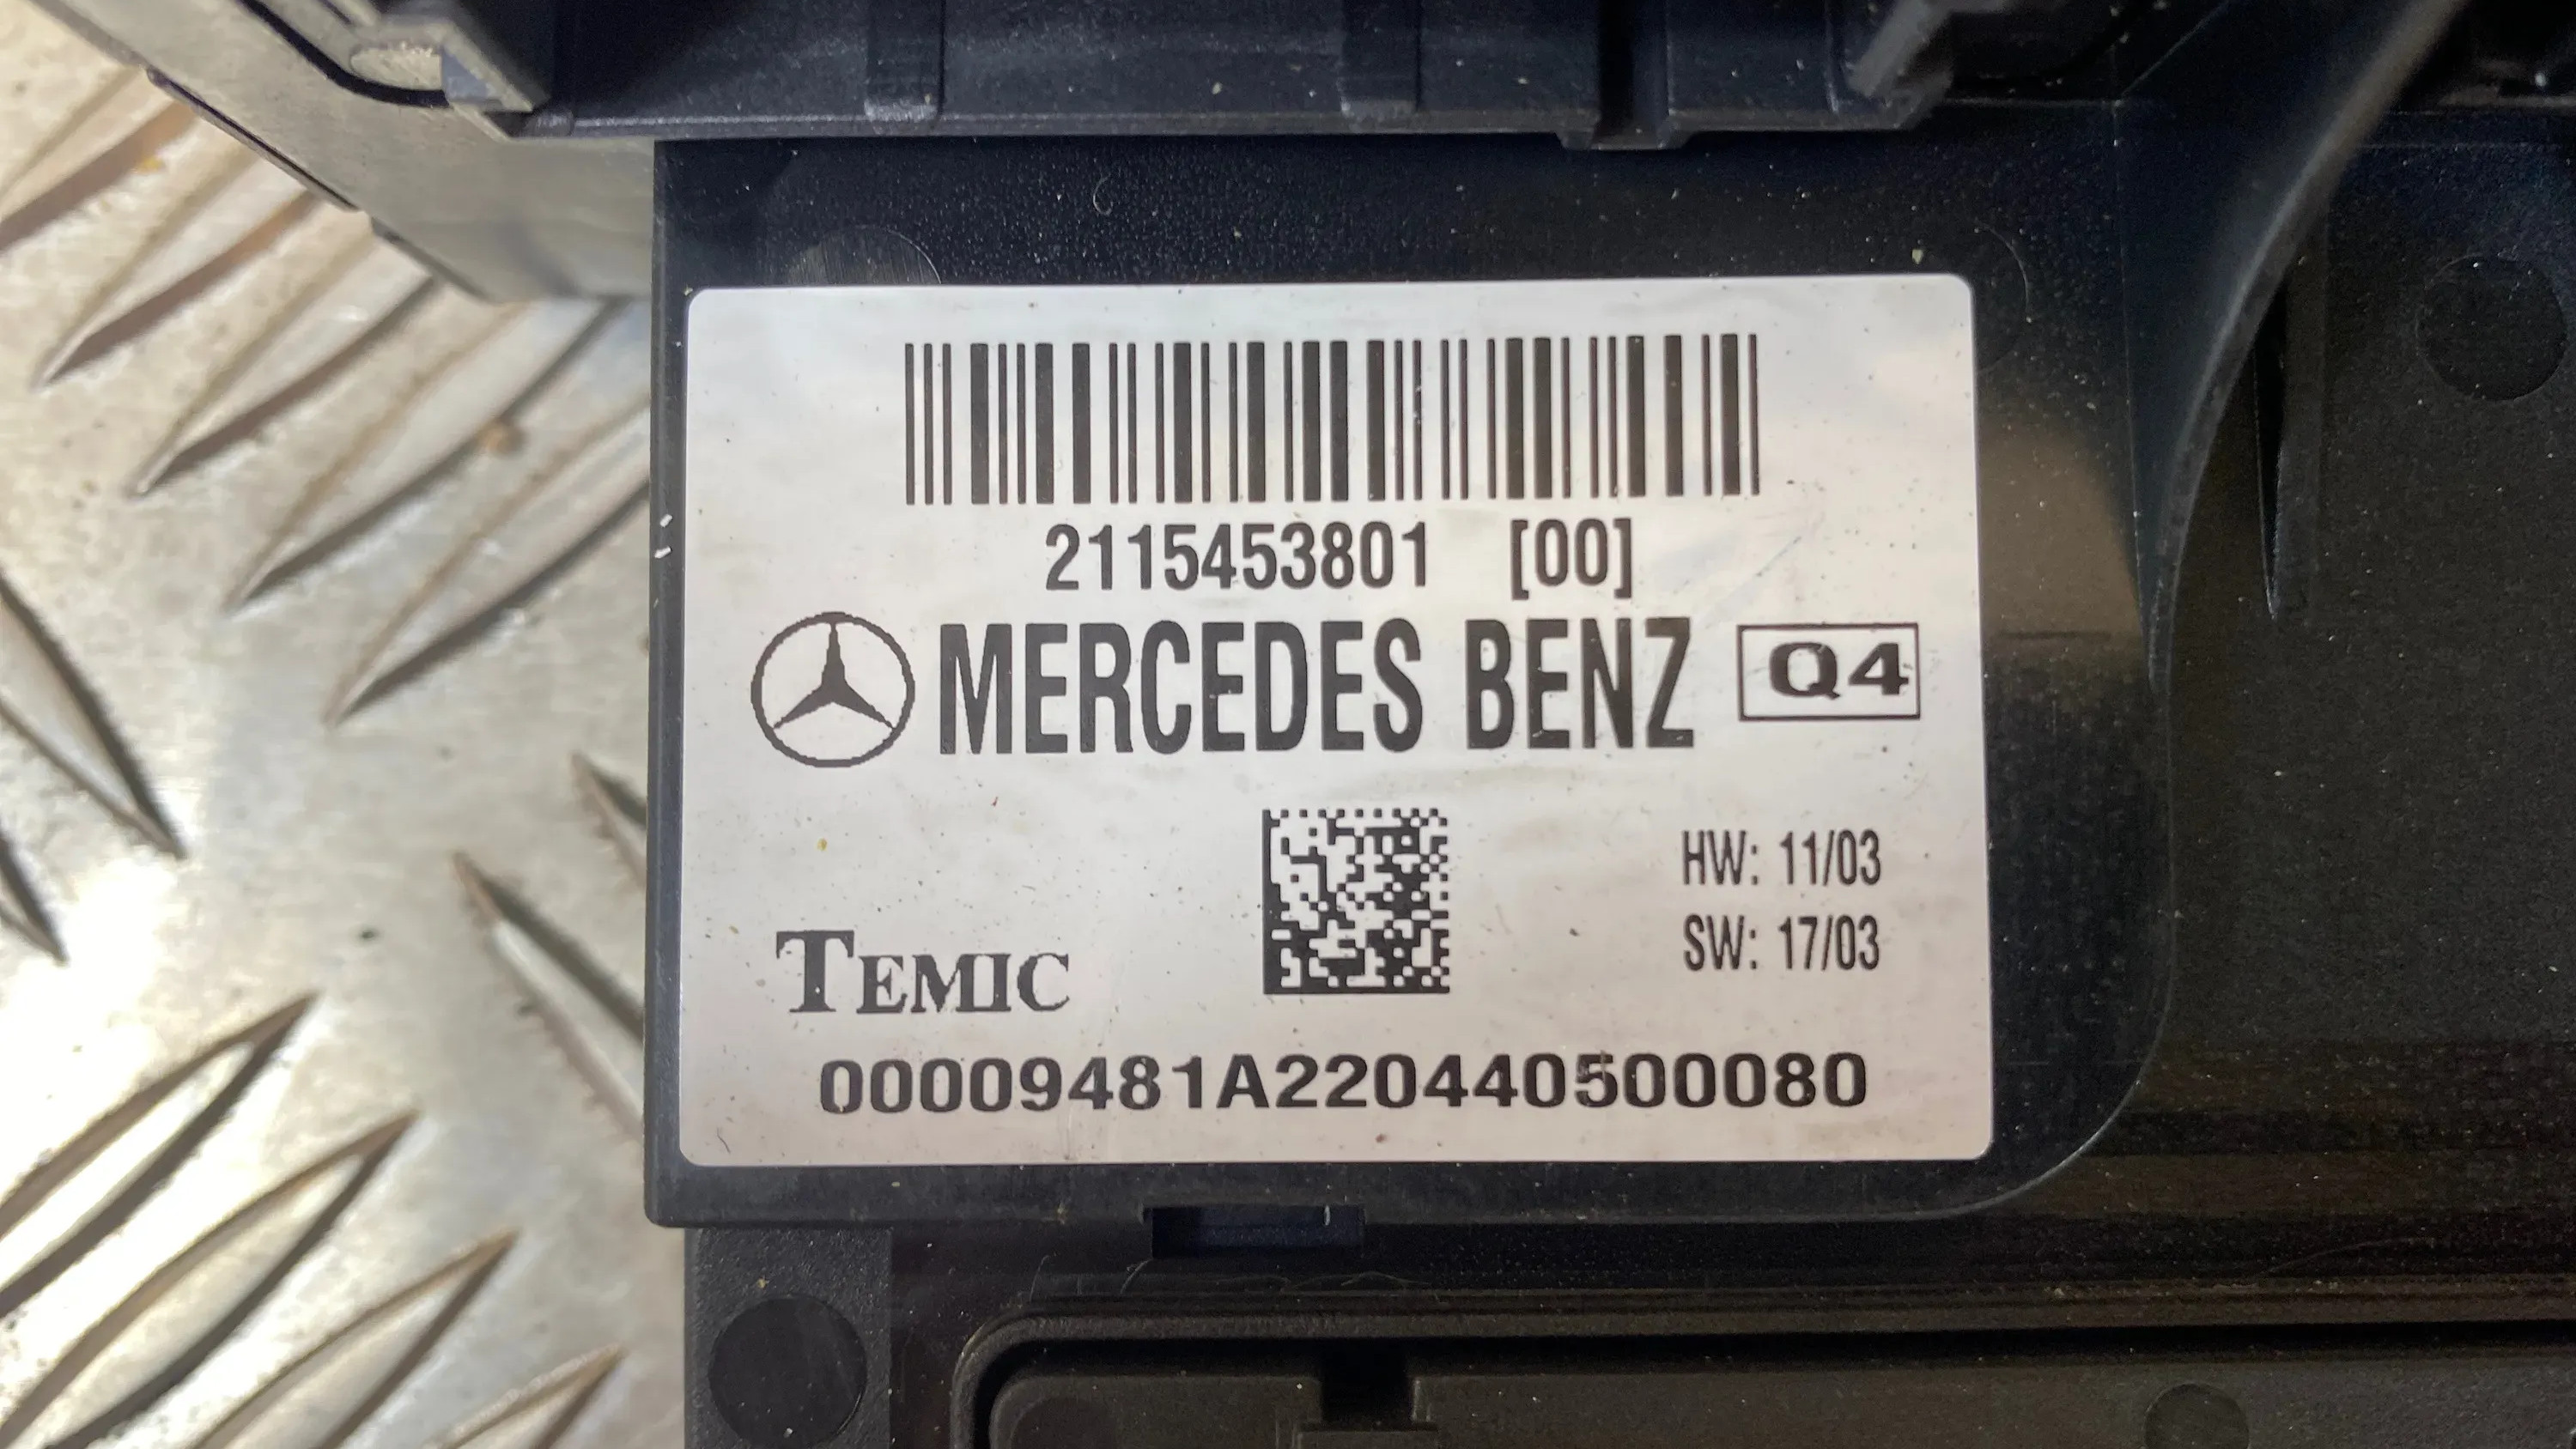 2115453801 [00]
MERCEDES BENZ Q4
HW: 11/03
SW: 17/03
TEMIC
00009481A220440500080